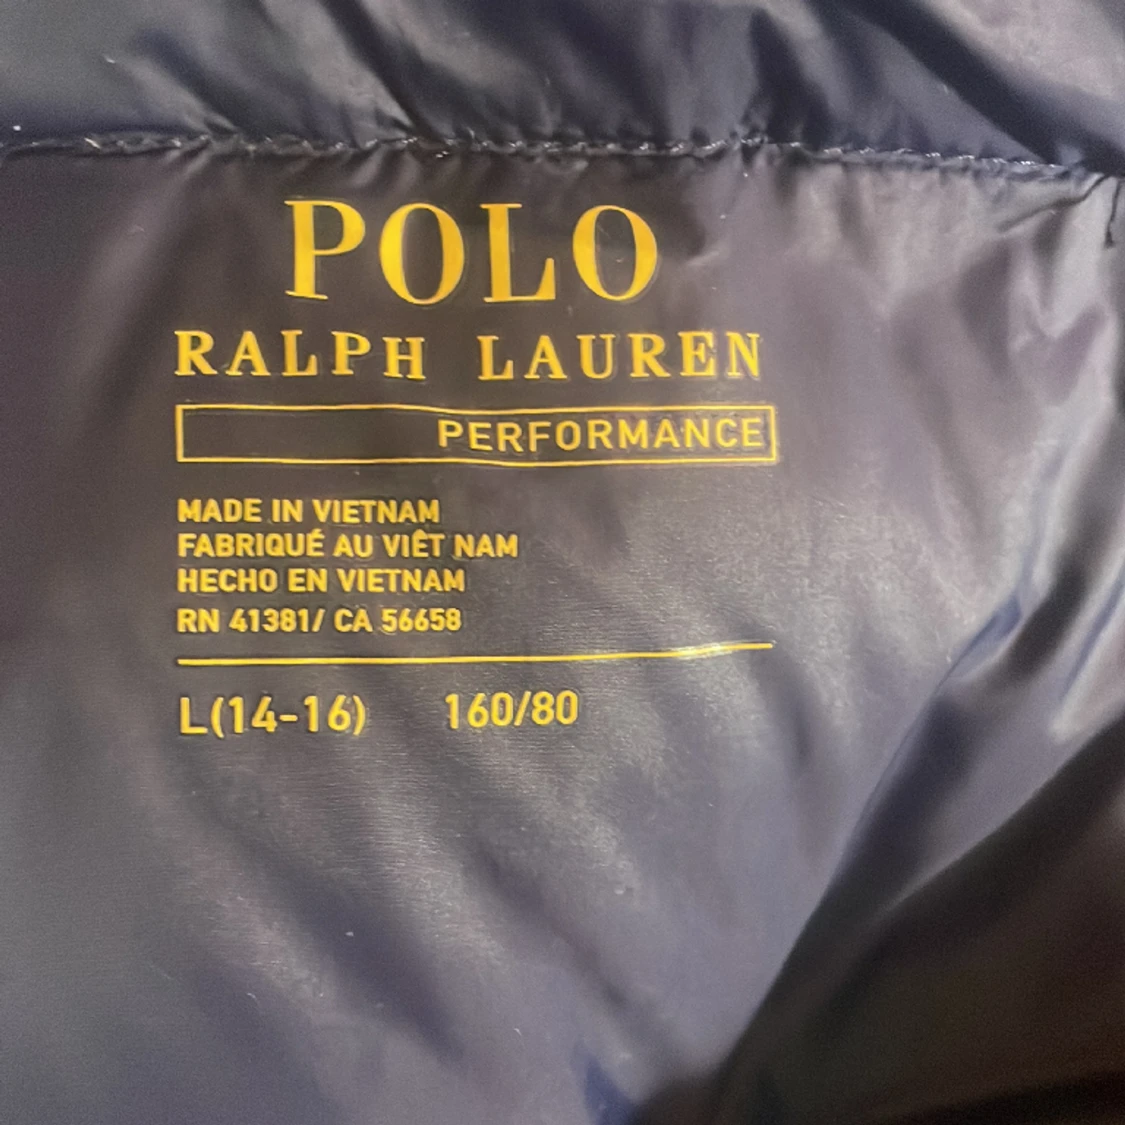 POLO
RALPH LAUREN
PERFORMANCE
MADE IN VIETNAM
FABRIQUÉ AU VIÊT NAM
HECHO EN VIETNAM
RN 41381/ CA 56658
L(14-16) 160/80